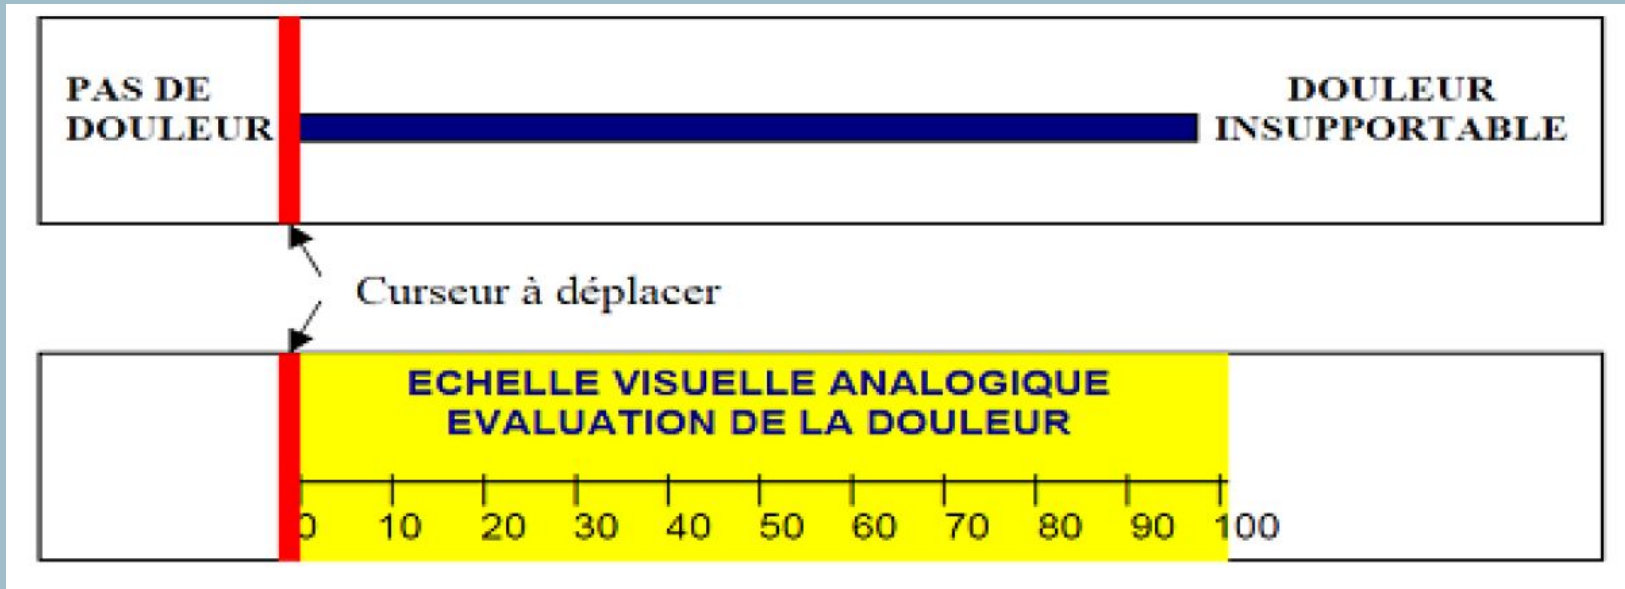 PAS DE
DOULEUR
DOULEUR
INSUPPORTABLE
Curseur à déplacer
ECHELLE VISUELLE ANALOGIQUE
EVALUATION DE LA DOULEUR
0 10 20 30 40 50 60 70 80 90 100